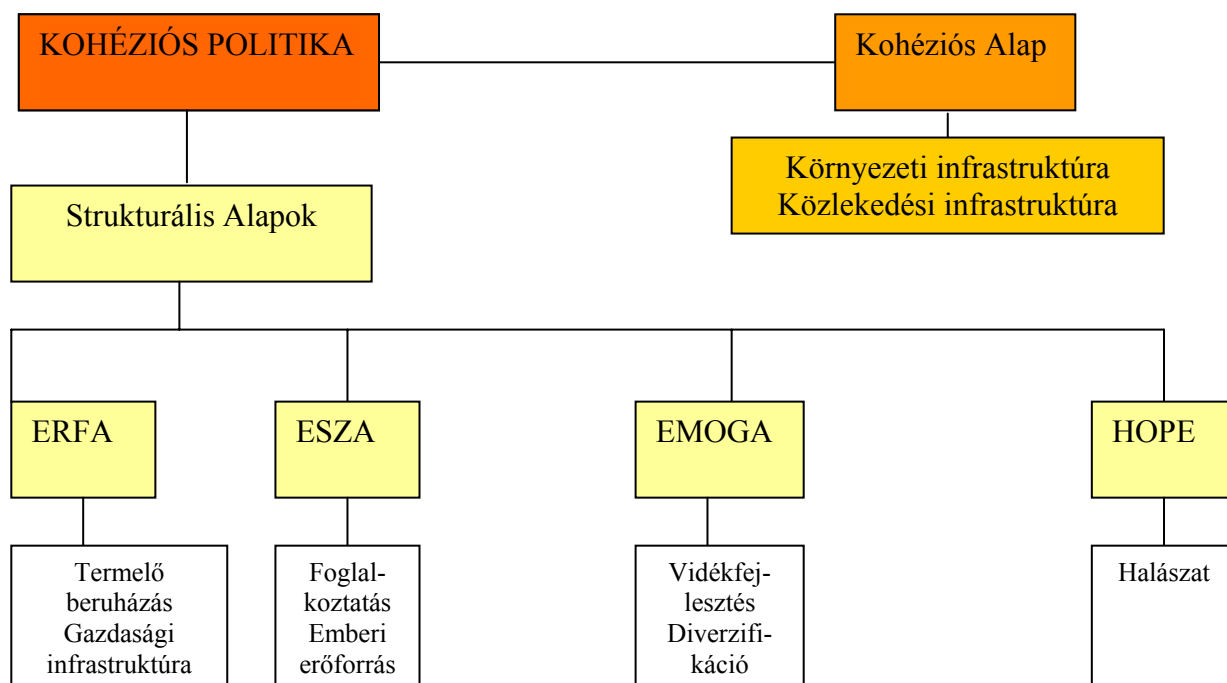 KOHÉZIÓS POLITIKA
Kohéziós Alap
Környezeti infrastruktúra
Közlekedési infrastruktúra
Strukturális Alapok
ERFA
ESZA
EMOGA
HOPE
Termelő
beruházás
Gazdasági
infrastruktúra
Foglal-
koztatás
Emberi
erőforrás
Vidékfej-
lesztés
Diverzifi-
káció
Halászat